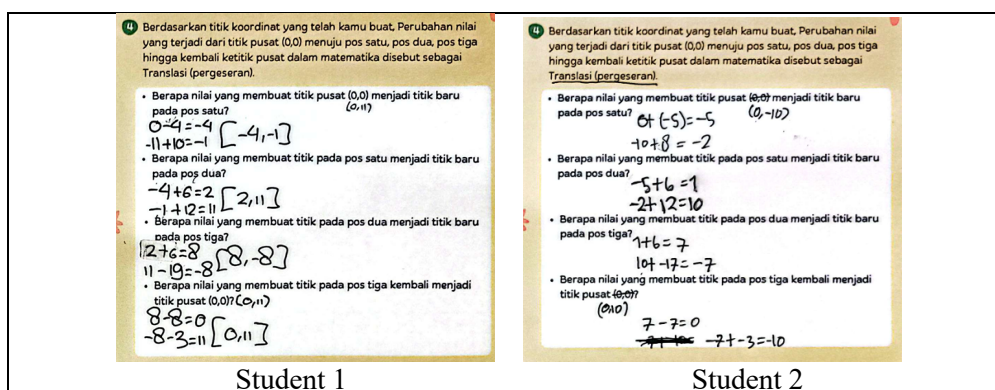 4 Berdasarkan titik koordinat yang telah kamu buat, Perubahan nilai
yang terjadi dari titik pusat (0,0) menuju pos satu, pos dua, pos tiga
hingga kembali ketitik pusat dalam matematika disebut sebagai
Translasi (pergeseran).
• Berapa nilai yang membuat titik pusat (0,0) menjadi titik baru
pada pos satu? (0,11)
0-4=-4
-11+10=-1 [-4,-1]
• Berapa nilai yang membuat titik pada pos satu menjadi titik baru
pada pos dua?
-4+6=2
-1+12=11 [2,11]
• Berapa nilai yang membuat titik pada pos dua menjadi titik baru
pada pos tiga?
2+6=8
11-19=-8 [8,-8]
• Berapa nilai yang membuat titik pada pos tiga kembali menjadi
titik pusat (0,0)? (0,11)
8-8=0
-8-3=11 [0,11]
Student 1
4 Berdasarkan titik koordinat yang telah kamu buat, Perubahan nilai
yang terjadi dari titik pusat (0,0) menuju pos satu, pos dua, pos tiga
hingga kembali ketitik pusat dalam matematika disebut sebagai
Translasi (pergeseran).
• Berapa nilai yang membuat titik pusat (0,0) menjadi titik baru
pada pos satu? (0,-10)
0+(-5)=-5
-10+8=-2
• Berapa nilai yang membuat titik pada pos satu menjadi titik baru
pada pos dua?
-5+6=1
-2+12=10
• Berapa nilai yang membuat titik pada pos dua menjadi titik baru
pada pos tiga?
1+6=7
10+-17=-7
• Berapa nilai yang membuat titik pada pos tiga kembali menjadi
titik pusat (0,0)?
(0,10)
7-7=0
-7+-3=-10
Student 2